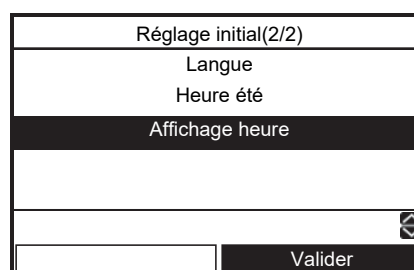 Réglage initial(2/2)
Langue
Heure été
Affichage heure
Valider